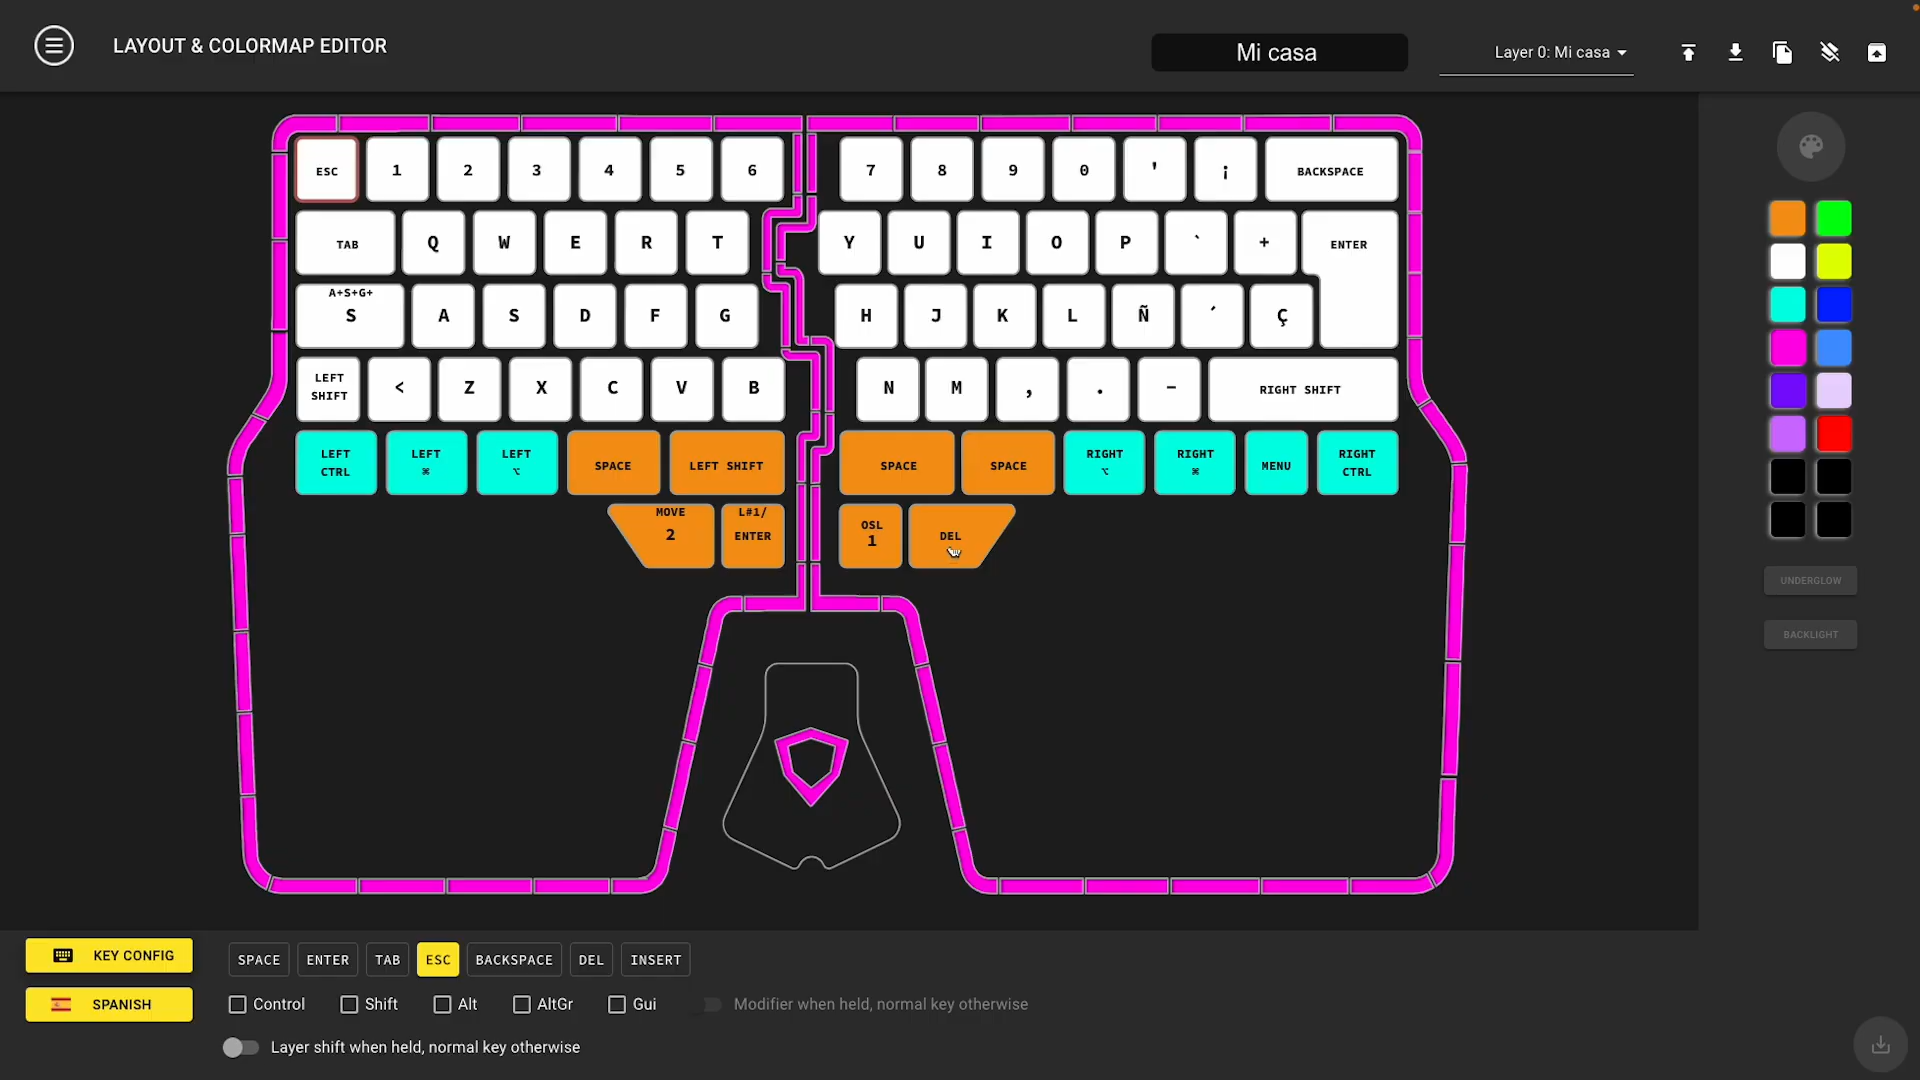 LAYOUT & COLORMAP EDITOR
Mi casa
Layer 0: Mi casa
ESC 1 2 3 4 5 6 7 8 9 0 ' ¡ BACKSPACE
TAB Q W E R T Y U I O P ` + ENTER
A+S+G+
S A S D F G H J K L Ñ ´ Ç
LEFT
SHIFT < Z X C V B N M , . - RIGHT SHIFT
LEFT
CTRL
LEFT
⌘
LEFT
⌥
SPACE
LEFT SHIFT
SPACE
SPACE
RIGHT
⌥
RIGHT
⌘
MENU
RIGHT
CTRL
MOVE
2
L#1/
ENTER
OSL
1
DEL
UNDERGLOW
BACKLIGHT
KEY CONFIG
SPACE ENTER TAB ESC BACKSPACE DEL INSERT
SPANISH
Control Shift Alt AltGr Gui Modifier when held, normal key otherwise
Layer shift when held, normal key otherwise